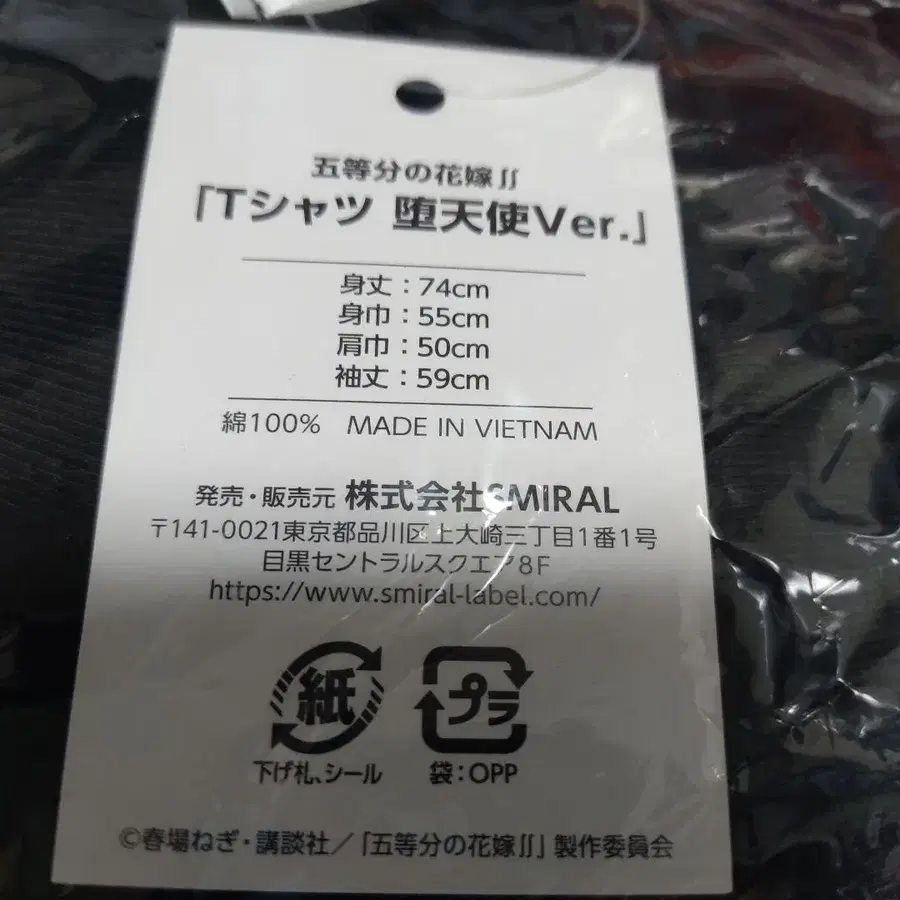 五等分の花嫁∬
「Tシャツ 堕天使Ver.」
身丈：74cm
身巾：55cm
肩巾：50cm
袖丈：59cm
綿100% MADE IN VIETNAM
発売・販売元 株式会社SMIRAL
〒141-0021東京都品川区上大崎三丁目1番1号
目黒セントラルスクエア8F
https://www.smiral-label.com/
紙 プラ
下げ札、シール 袋：OPP
©春場ねぎ・講談社／「五等分の花嫁∬」製作委員会